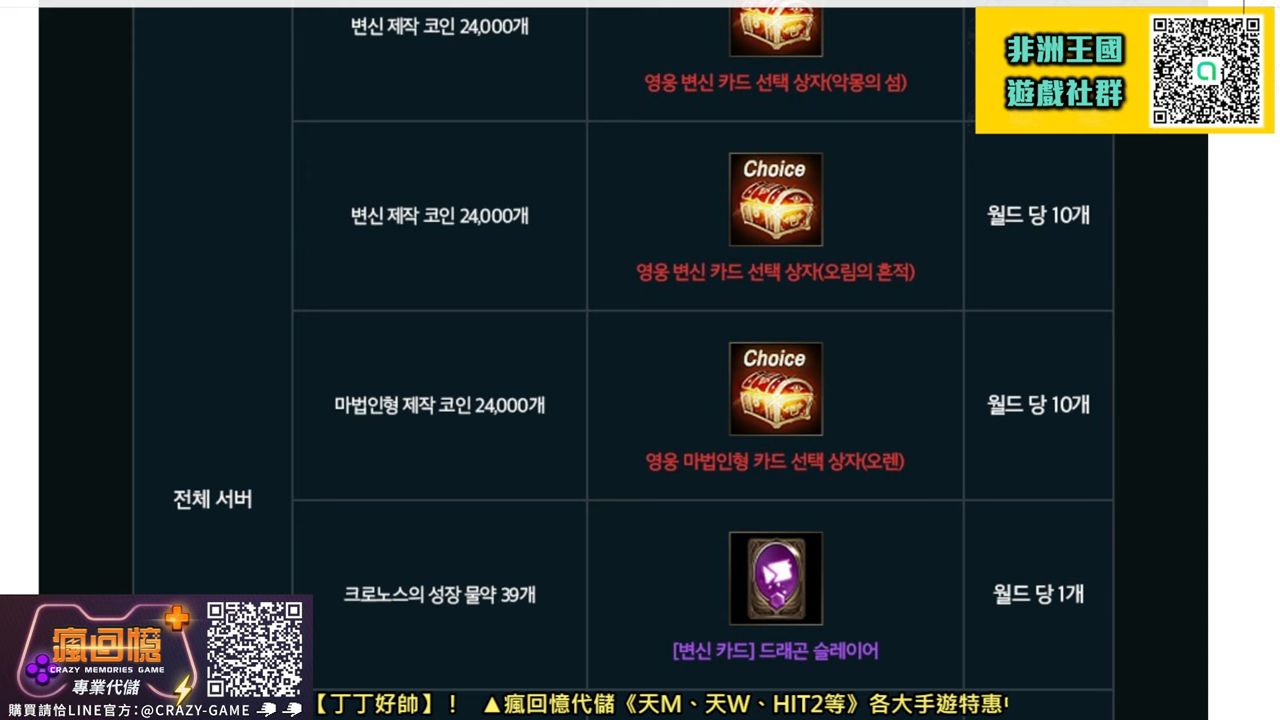 변신 제작 코인 24,000개
영웅 변신 카드 선택 상자(악몽의 섬)
非洲王國
遊戲社群
변신 제작 코인 24,000개
Choice
영웅 변신 카드 선택 상자(오림의 흔적)
월드 당 10개
마법인형 제작 코인 24,000개
Choice
영웅 마법인형 카드 선택 상자(오렌)
월드 당 10개
전체 서버
크로노스의 성장 물약 39개
[변신 카드] 드래곤 슬레이어
월드 당 1개
瘋回憶
CRAZY MEMORIES GAME
專業代儲
購買請恰LINE官方:@CRAZY-GAME
【丁丁好帥】！ ▲瘋回憶代儲《天M、天W、HIT2等》各大手遊特惠